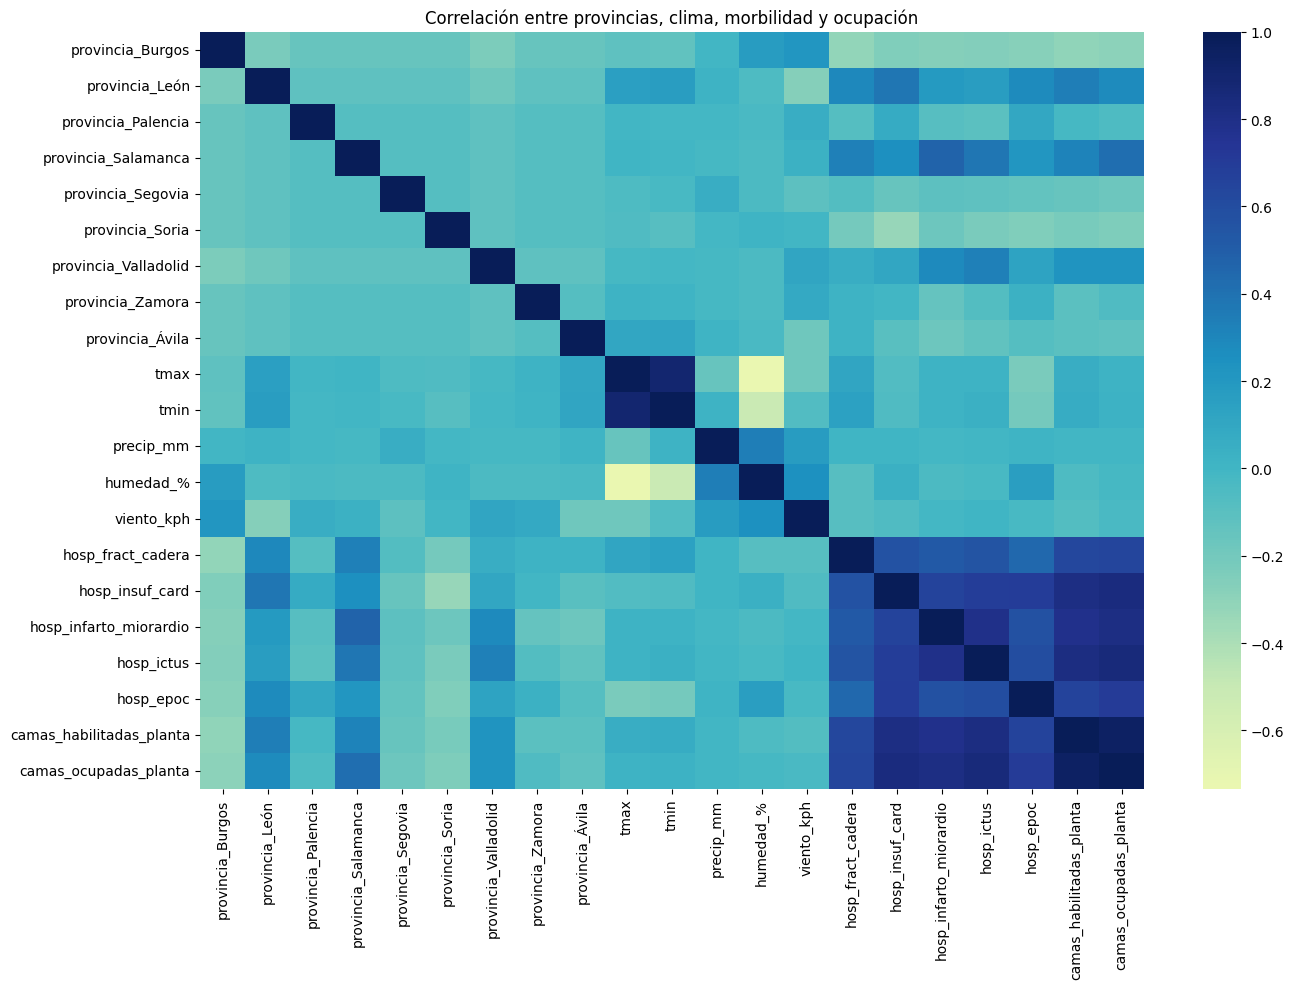 Correlación entre provincias, clima, morbilidad y ocupación
provincia_Burgos
provincia_León
provincia_Palencia
provincia_Salamanca
provincia_Segovia
provincia_Soria
provincia_Valladolid
provincia_Zamora
provincia_Ávila
tmax
tmin
precip_mm
humedad_%
viento_kph
hosp_fract_cadera
hosp_insuf_card
hosp_infarto_miorardio
hosp_ictus
hosp_epoc
camas_habilitadas_planta
camas_ocupadas_planta
provincia_Burgos
provincia_León
provincia_Palencia
provincia_Salamanca
provincia_Segovia
provincia_Soria
provincia_Valladolid
provincia_Zamora
provincia_Ávila
tmax
tmin
precip_mm
humedad_%
viento_kph
hosp_fract_cadera
hosp_insuf_card
hosp_infarto_miorardio
hosp_ictus
hosp_epoc
camas_habilitadas_planta
camas_ocupadas_planta
1.0
0.8
0.6
0.4
0.2
0.0
−0.2
−0.4
−0.6